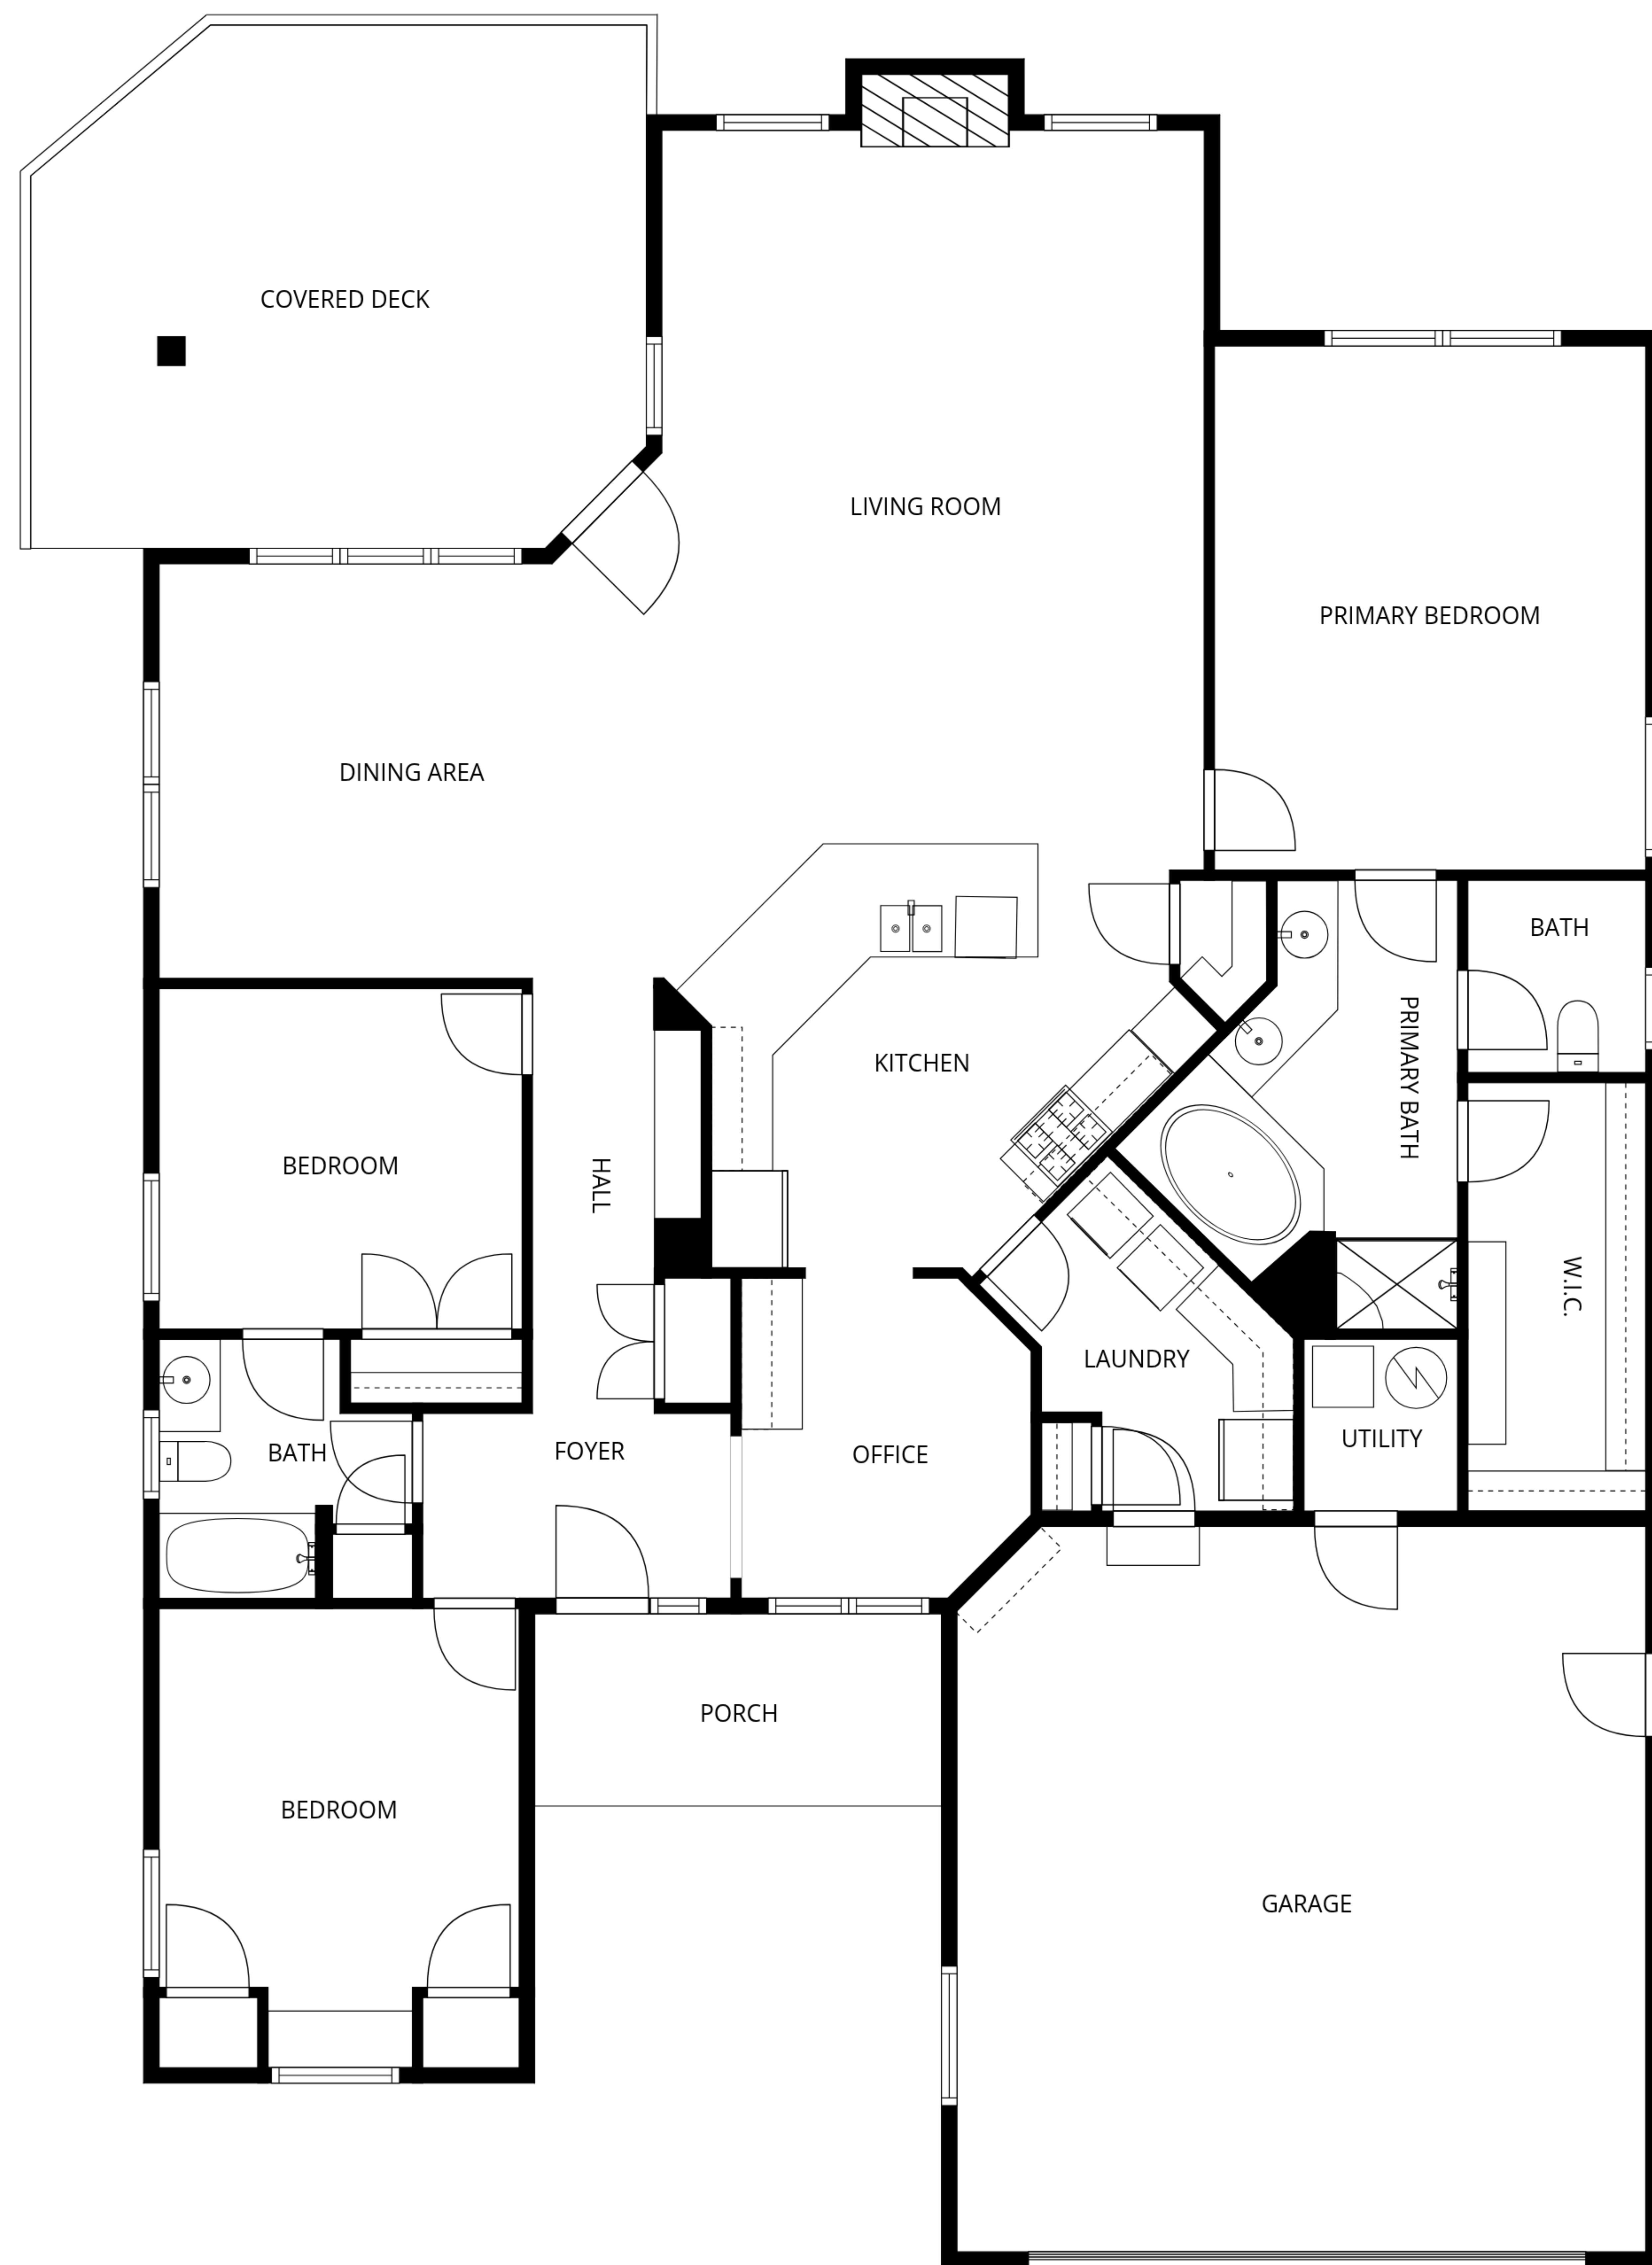 COVERED DECK
LIVING ROOM
PRIMARY BEDROOM
DINING AREA
BATH
KITCHEN
PRIMARY BATH
BEDROOM
HALL
W.I.C.
LAUNDRY
UTILITY
BATH
FOYER
OFFICE
PORCH
BEDROOM
GARAGE